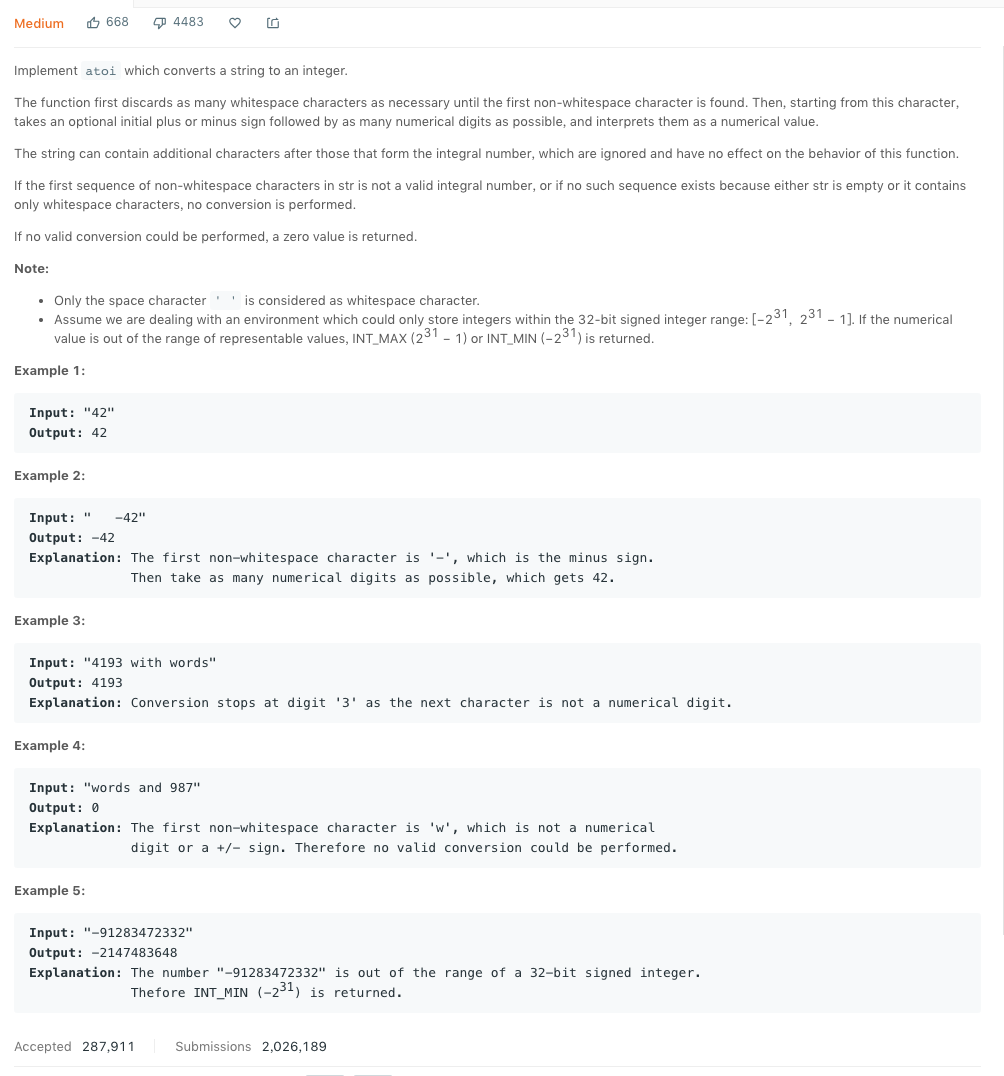 Medium 668 4483
Implement atoi which converts a string to an integer.
The function first discards as many whitespace characters as necessary until the first non-whitespace character is found. Then, starting from this character,
takes an optional initial plus or minus sign followed by as many numerical digits as possible, and interprets them as a numerical value.
The string can contain additional characters after those that form the integral number, which are ignored and have no effect on the behavior of this function.
If the first sequence of non-whitespace characters in str is not a valid integral number, or if no such sequence exists because either str is empty or it contains
only whitespace characters, no conversion is performed.
If no valid conversion could be performed, a zero value is returned.
Note:
• Only the space character ' ' is considered as whitespace character.
• Assume we are dealing with an environment which could only store integers within the 32-bit signed integer range: [−2^31, 2^31 − 1]. If the numerical
value is out of the range of representable values, INT_MAX (2^31 − 1) or INT_MIN (−2^31) is returned.
Example 1:
Input: "42"
Output: 42
Example 2:
Input: "   -42"
Output: -42
Explanation: The first non-whitespace character is '-', which is the minus sign.
Then take as many numerical digits as possible, which gets 42.
Example 3:
Input: "4193 with words"
Output: 4193
Explanation: Conversion stops at digit '3' as the next character is not a numerical digit.
Example 4:
Input: "words and 987"
Output: 0
Explanation: The first non-whitespace character is 'w', which is not a numerical
digit or a +/- sign. Therefore no valid conversion could be performed.
Example 5:
Input: "-91283472332"
Output: -2147483648
Explanation: The number "-91283472332" is out of the range of a 32-bit signed integer.
Thefore INT_MIN (−2^31) is returned.
Accepted 287,911 Submissions 2,026,189